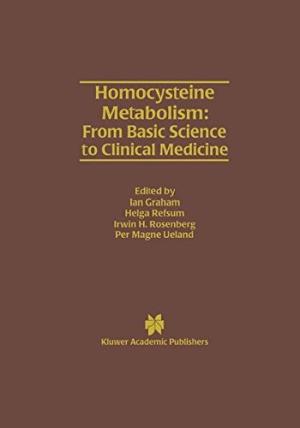 Homocysteine
Metabolism:
From Basic Science
to Clinical Medicine
Edited by
Ian Graham
Helga Refsum
Irwin H. Rosenberg
Per Magne Ueland
Kluwer Academic Publishers